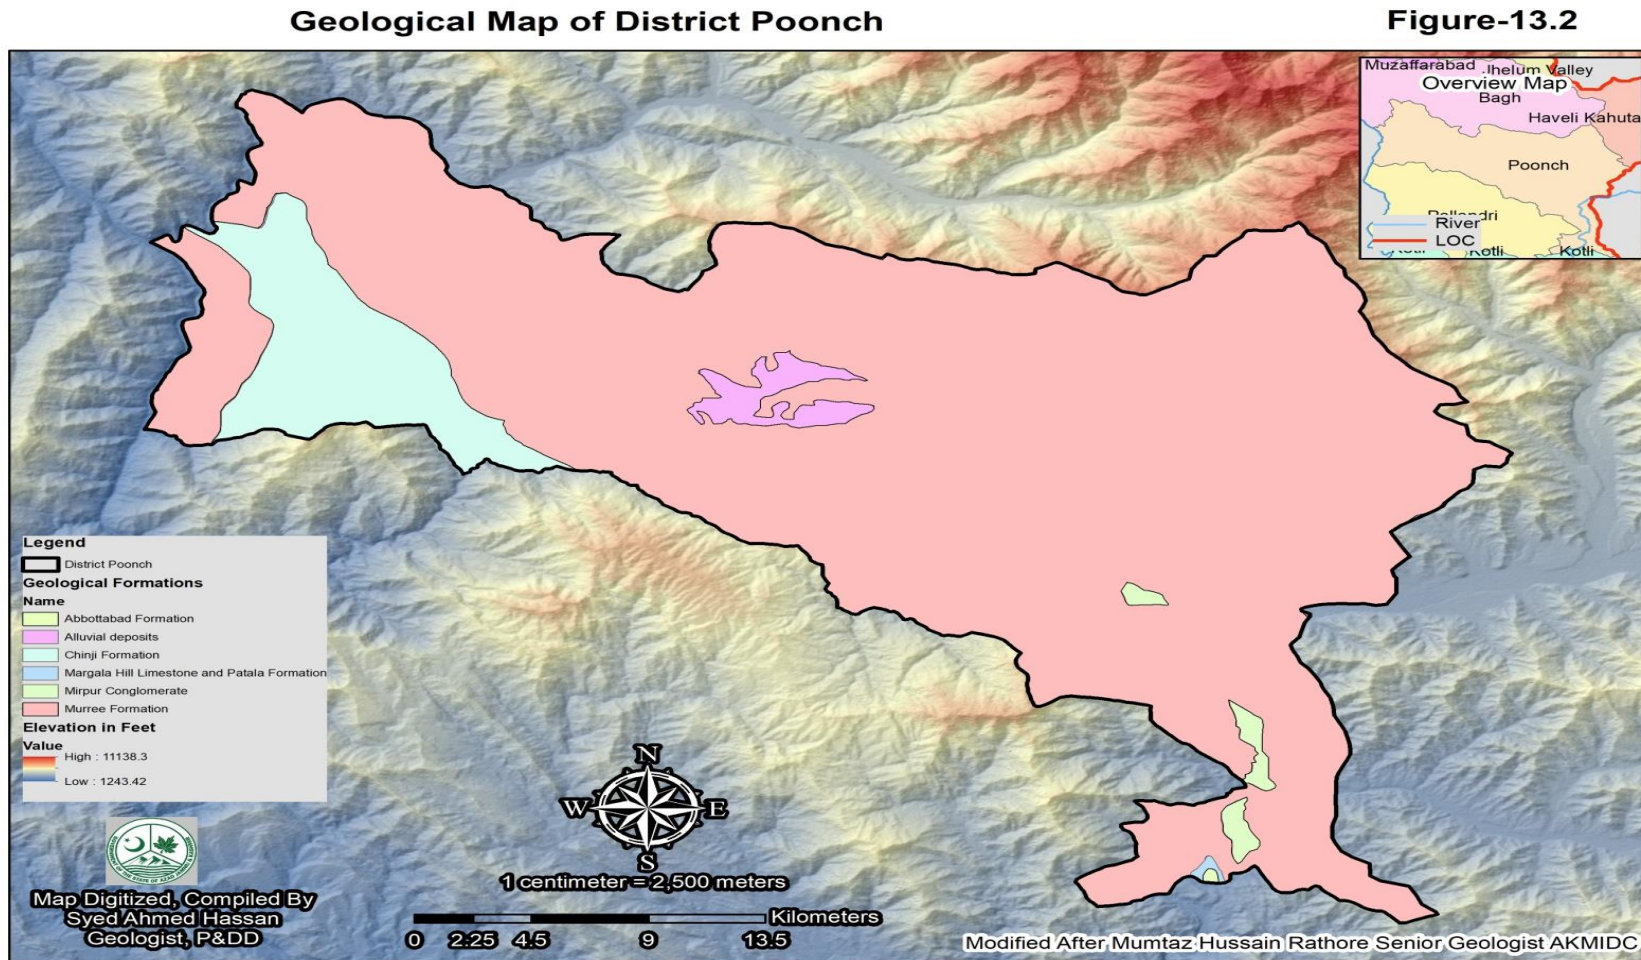 Geological Map of District Poonch
Figure-13.2
Muzaffarabad
Jhelum Valley
Overview Map
Bagh
Haveli Kahuta
Poonch
River
LOC
Kotli
Kotli
Legend
District Poonch
Geological Formations
Name
Abbottabad Formation
Alluvial deposits
Chinji Formation
Margala Hill Limestone and Patala Formation
Mirpur Conglomerate
Murree Formation
Elevation in Feet
Value
High : 11138.3
Low : 1243.42
N
W
E
S
1 centimeter = 2,500 meters
Kilometers
0 2.25 4.5 9 13.5
Map Digitized, Compiled By
Syed Ahmed Hassan
Geologist, P&DD
Modified After Mumtaz Hussain Rathore Senior Geologist AKMIDC